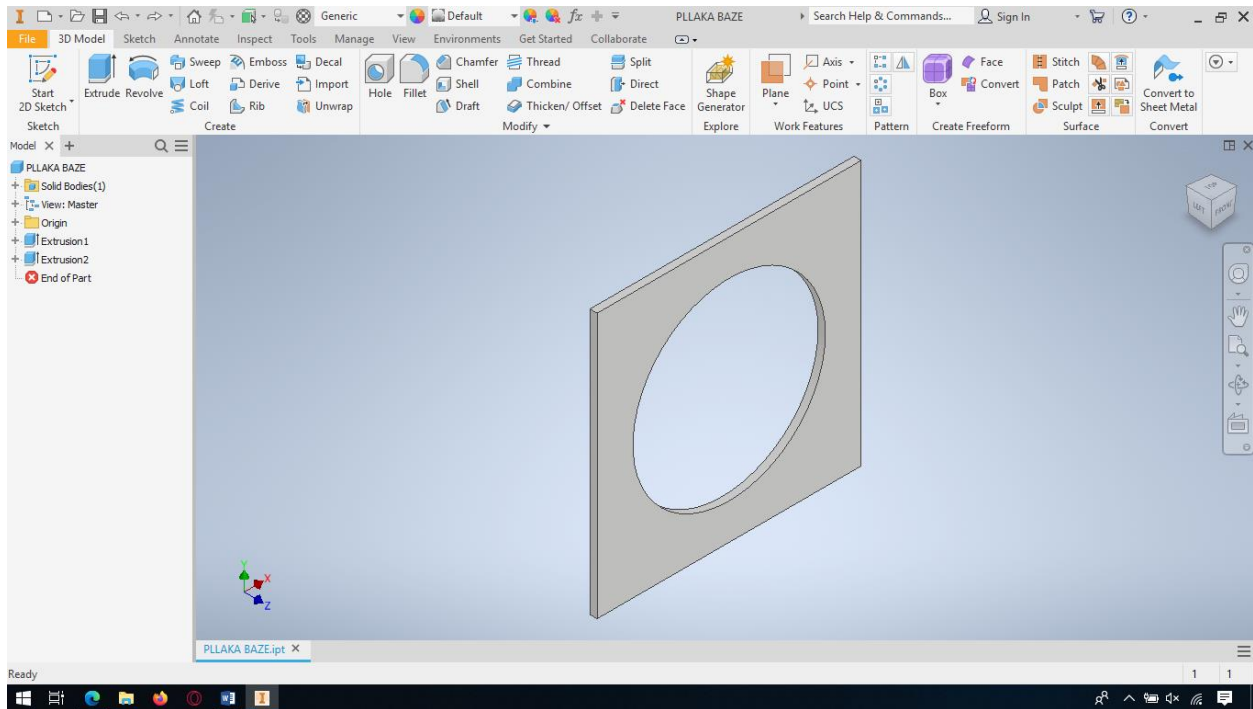 Generic Default fx PLLAKA BAZE Search Help & Commands... Sign In
File 3D Model Sketch Annotate Inspect Tools Manage View Environments Get Started Collaborate
Start
2D Sketch
Extrude Revolve
Sweep Emboss Decal
Loft Derive Import
Coil Rib Unwrap
Hole Fillet
Chamfer Thread Split
Shell Combine Direct
Draft Thicken/ Offset Delete Face
Shape
Generator
Plane
Axis
Point
UCS
Box
Face
Convert
Stitch
Patch
Sculpt
Convert to
Sheet Metal
Sketch Create Modify Explore Work Features Pattern Create Freeform Surface Convert
Model
PLLAKA BAZE
Solid Bodies(1)
View: Master
Origin
Extrusion1
Extrusion2
End of Part
TOP
LEFT FRONT
Y
X
Z
PLLAKA BAZE.ipt
Ready 1 1